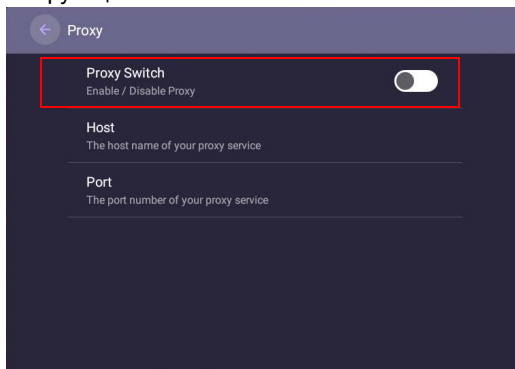 Proxy
Proxy Switch
Enable / Disable Proxy
Host
The host name of your proxy service
Port
The port number of your proxy service